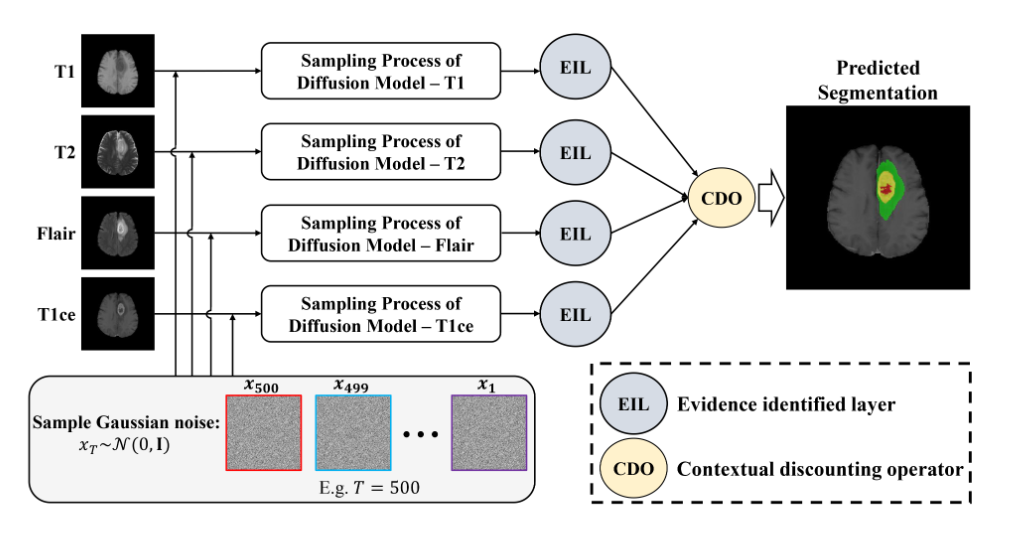 T1
Sampling Process of
Diffusion Model – T1
EIL
T2
Sampling Process of
Diffusion Model – T2
EIL
Flair
Sampling Process of
Diffusion Model – Flair
EIL
T1ce
Sampling Process of
Diffusion Model – T1ce
EIL
CDO
Predicted
Segmentation
Sample Gaussian noise:
x_T~𝒩(0, I)
x_500
x_499
x_1
•••
E.g. T = 500
EIL
Evidence identified layer
CDO
Contextual discounting operator